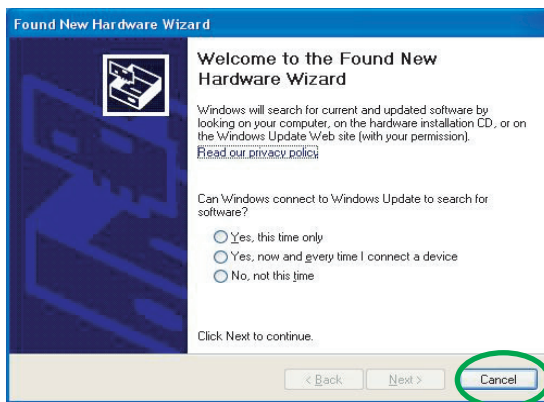 Found New Hardware Wizard
Welcome to the Found New
Hardware Wizard
Windows will search for current and updated software by
looking on your computer, on the hardware installation CD, or on
the Windows Update Web site (with your permission).
Read our privacy policy
Can Windows connect to Windows Update to search for
software?
Yes, this time only
Yes, now and every time I connect a device
No, not this time
Click Next to continue.
< Back Next > Cancel